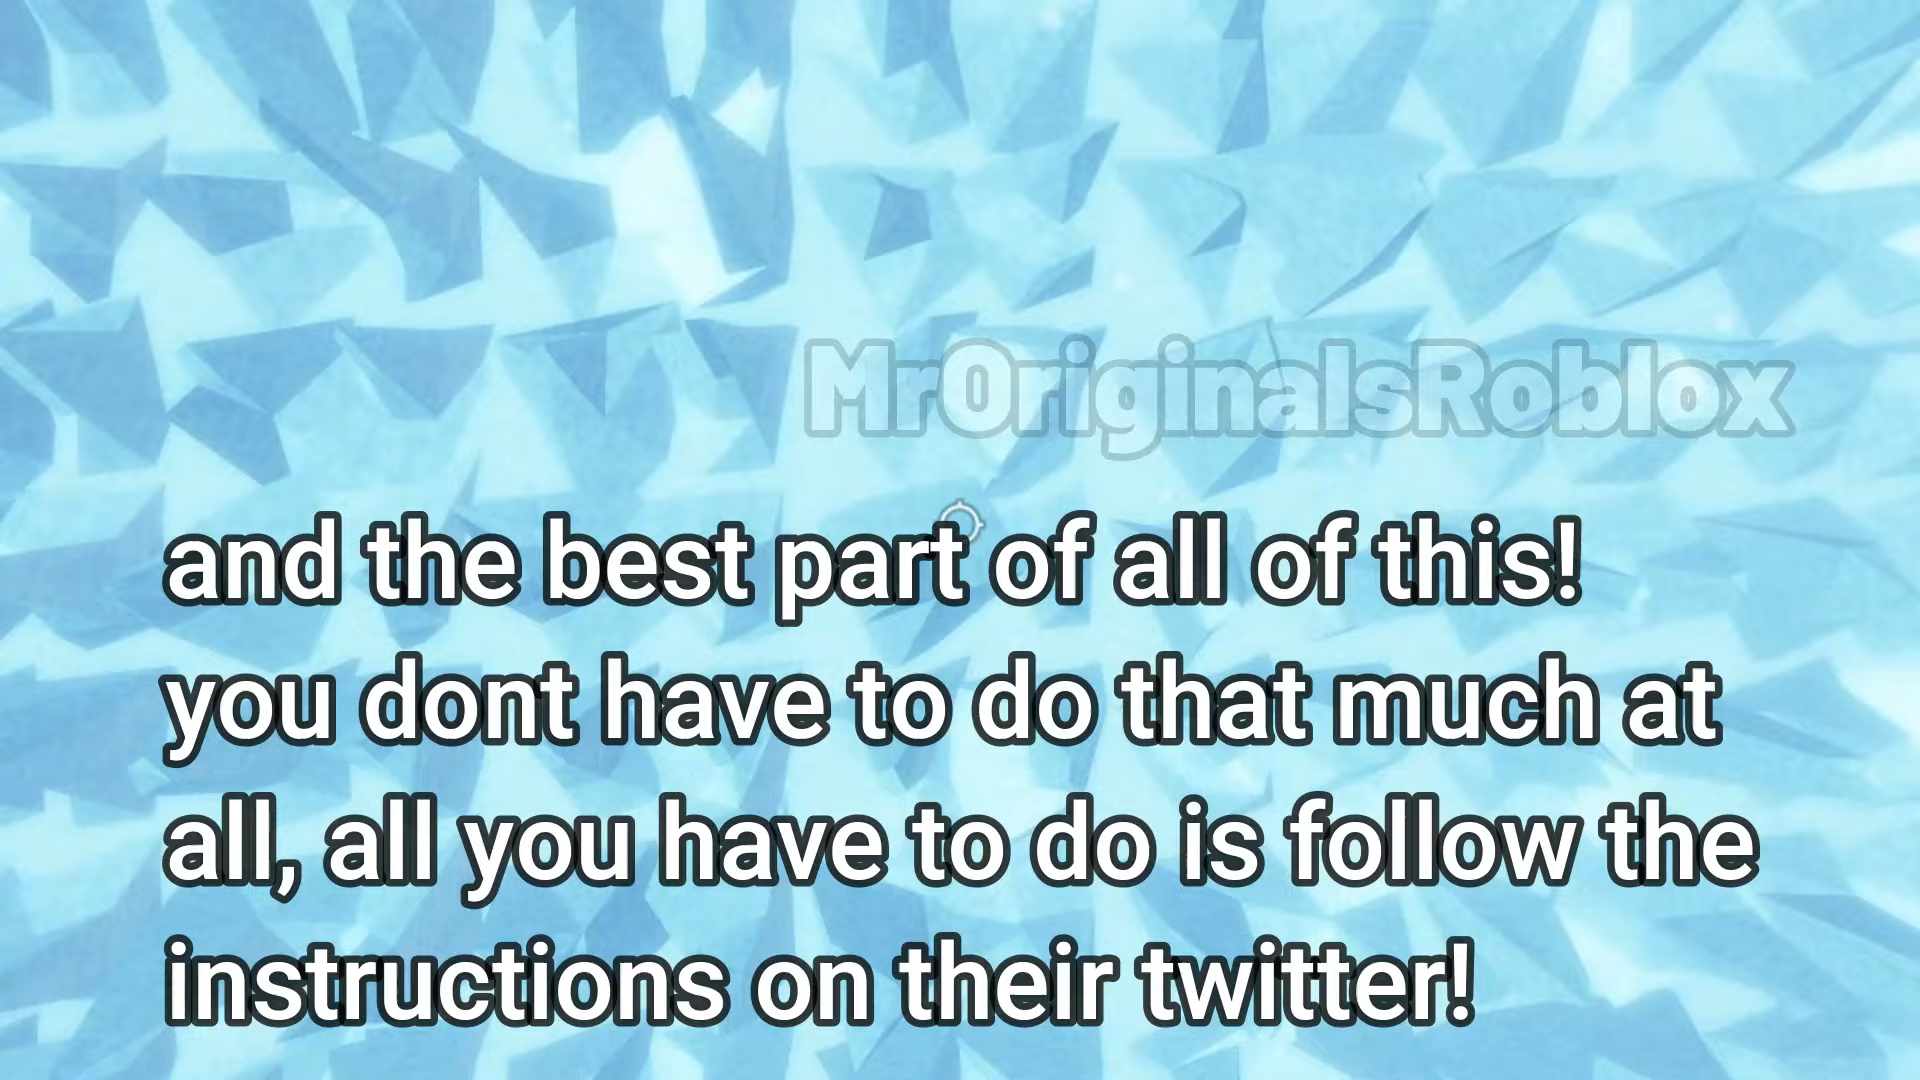 MrOriginalsRoblox
and the best part of all of this!
you dont have to do that much at
all, all you have to do is follow the
instructions on their twitter!